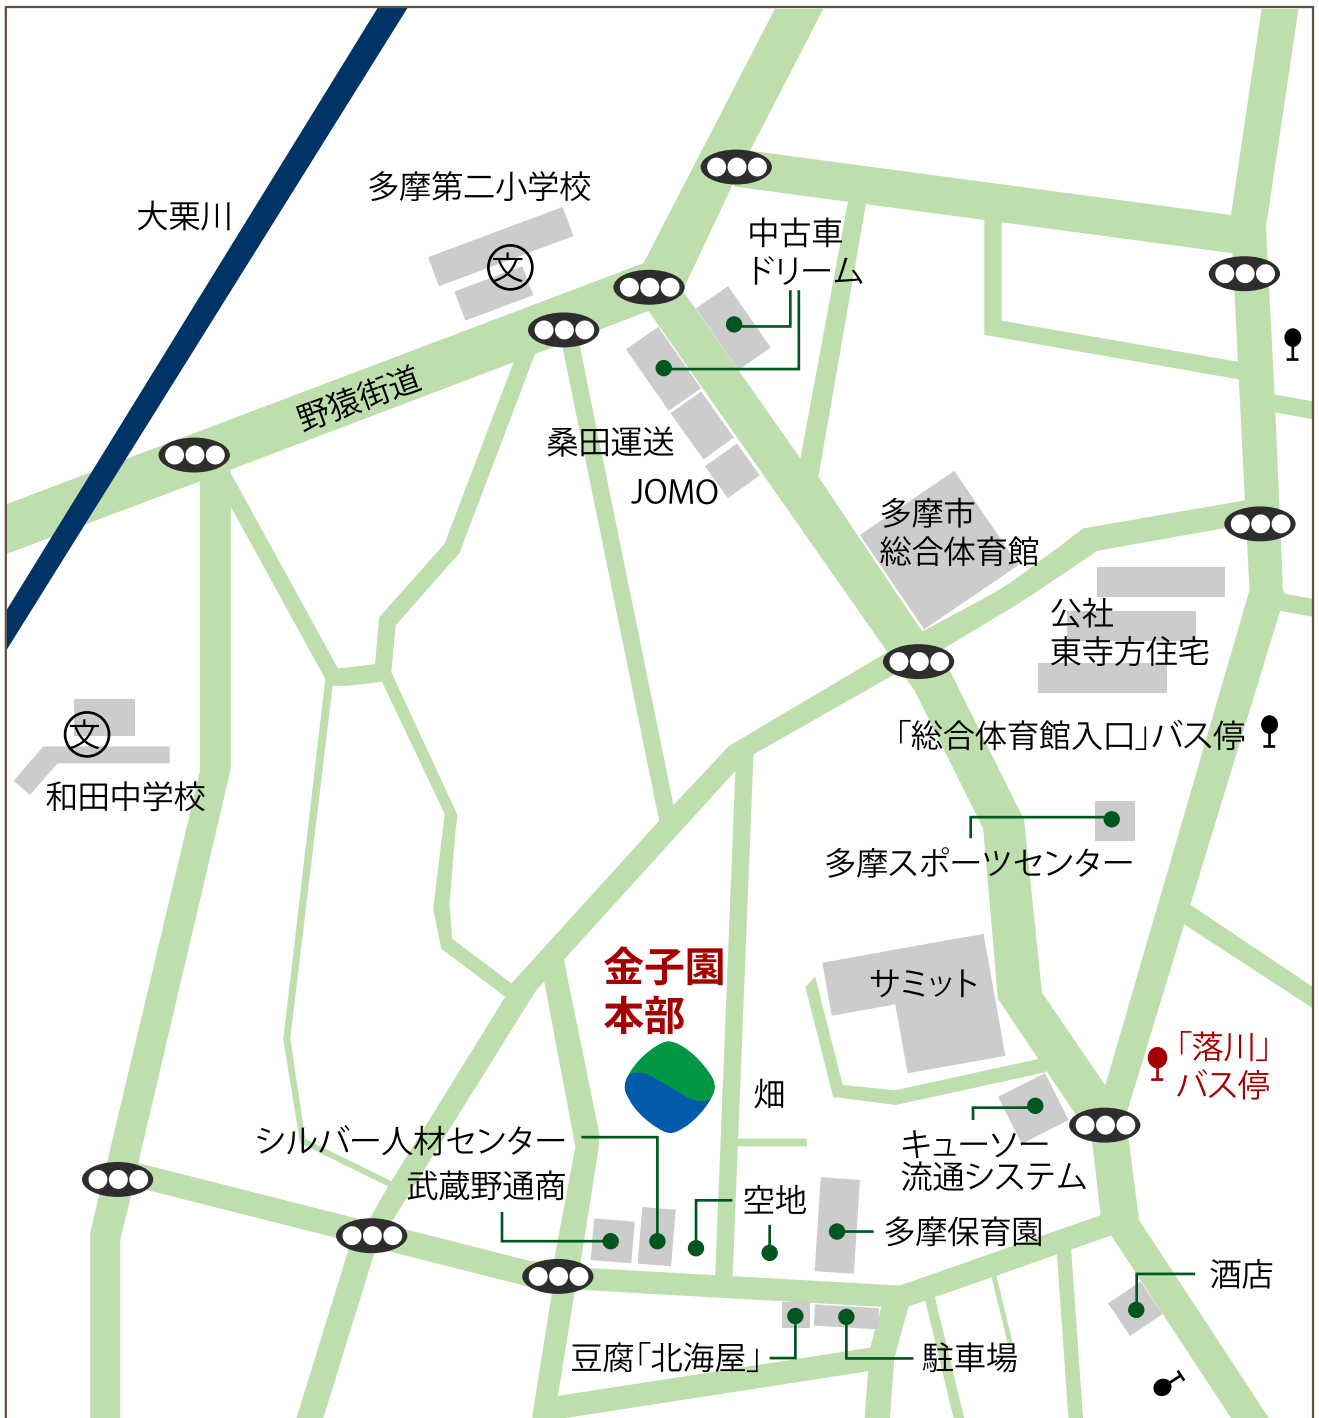 多摩第二小学校
大栗川
文
中古車
ドリーム
野猿街道
桑田運送
JOMO
多摩市
総合体育館
公社
東寺方住宅
文
「総合体育館入口」バス停
和田中学校
多摩スポーツセンター
金子園
本部
サミット
「落川」
バス停
畑
シルバー人材センター
キューソー
流通システム
武蔵野通商
空地
多摩保育園
酒店
豆腐「北海屋」
駐車場